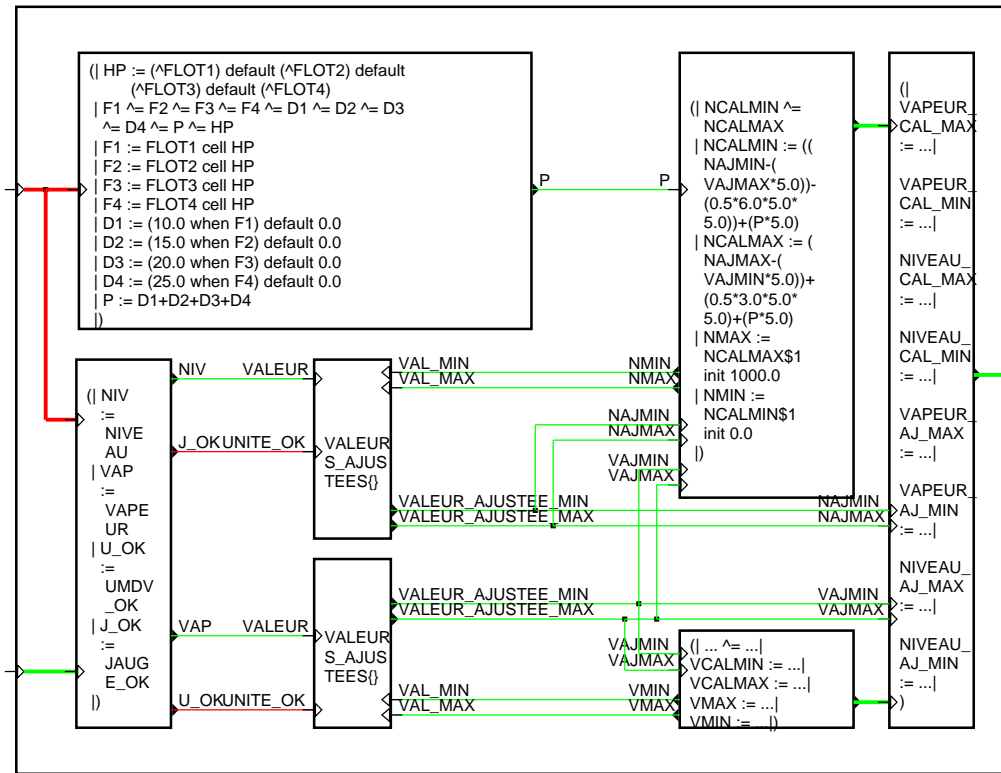 (| HP := (^FLOT1) default (^FLOT2) default
(^FLOT3) default (^FLOT4)
| F1 ^= F2 ^= F3 ^= F4 ^= D1 ^= D2 ^= D3
^= D4 ^= P ^= HP
| F1 := FLOT1 cell HP
| F2 := FLOT2 cell HP
| F3 := FLOT3 cell HP
| F4 := FLOT4 cell HP
| D1 := (10.0 when F1) default 0.0
| D2 := (15.0 when F2) default 0.0
| D3 := (20.0 when F3) default 0.0
| D4 := (25.0 when F4) default 0.0
| P := D1+D2+D3+D4
|)
P
P
(| NCALMIN ^=
NCALMAX
| NCALMIN := ((
NAJMIN-(
VAJMAX*5.0))-
(0.5*6.0*5.0*
5.0))+(P*5.0)
| NCALMAX := (
NAJMAX-(
VAJMIN*5.0))+
(0.5*3.0*5.0*
5.0)+(P*5.0)
| NMAX :=
NCALMAX$1
init 1000.0
| NMIN :=
NCALMIN$1
init 0.0
|)
NMIN
NMAX
NAJMIN
NAJMAX
VAJMIN
VAJMAX
(|
VAPEUR_
CAL_MAX
:= ...|
VAPEUR_
CAL_MIN
:= ...|
NIVEAU_
CAL_MAX
:= ...|
NIVEAU_
CAL_MIN
:= ...|
VAPEUR_
AJ_MAX
:= ...|
VAPEUR_
AJ_MIN
:= ...|
NIVEAU_
AJ_MAX
:= ...|
NIVEAU_
AJ_MIN
:= ...|
)
NAJMIN
NAJMAX
VAJMIN
VAJMAX
(| NIV
:=
NIVE
AU
| VAP
:=
VAPE
UR
| U_OK
:=
UMDV
_OK
| J_OK
:=
JAUG
E_OK
|)
NIV
J_OK
VAP
U_OK
VALEUR
UNITE_OK
VALEUR
S_AJUS
TEES{}
VAL_MIN
VAL_MAX
VALEUR_AJUSTEE_MIN
VALEUR_AJUSTEE_MAX
VALEUR
UNITE_OK
VALEUR
S_AJUS
TEES{}
VALEUR_AJUSTEE_MIN
VALEUR_AJUSTEE_MAX
VAL_MIN
VAL_MAX
VAJMIN
VAJMAX
VMIN
VMAX
(| ... ^= ...|
VCALMIN := ...|
VCALMAX := ...|
VMAX := ...|
VMIN := ...|)